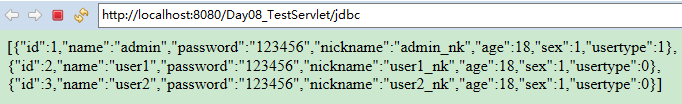 http://localhost:8080/Day08_TestServlet/jdbc
[{"id":1,"name":"admin","password":"123456","nickname":"admin_nk","age":18,"sex":1,"usertype":1},
{"id":2,"name":"user1","password":"123456","nickname":"user1_nk","age":18,"sex":1,"usertype":0},
{"id":3,"name":"user2","password":"123456","nickname":"user2_nk","age":18,"sex":1,"usertype":0}]